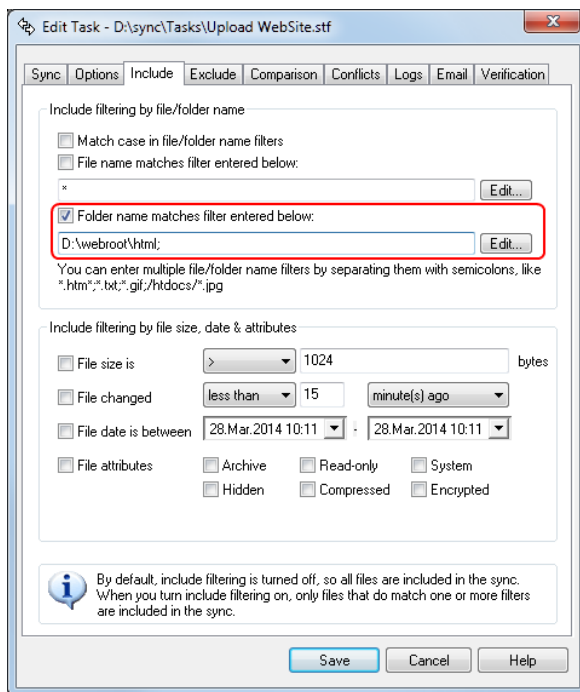 Edit Task - D:\sync\Tasks\Upload WebSite.stf
Sync Options Include Exclude Comparison Conflicts Logs Email Verification
Include filtering by file/folder name
Match case in file/folder name filters
File name matches filter entered below:
* Edit...
Folder name matches filter entered below:
D:\webroot\html; Edit...
You can enter multiple file/folder name filters by separating them with semicolons, like
*.htm*;*.txt;*.gif;/htdocs/*.jpg
Include filtering by file size, date & attributes
File size is > 1024 bytes
File changed less than 15 minute(s) ago
File date is between 28.Mar.2014 10:11 - 28.Mar.2014 10:11
File attributes Archive Read-only System
Hidden Compressed Encrypted
By default, include filtering is turned off, so all files are included in the sync.
When you turn include filtering on, only files that do match one or more filters
are included in the sync.
Save Cancel Help